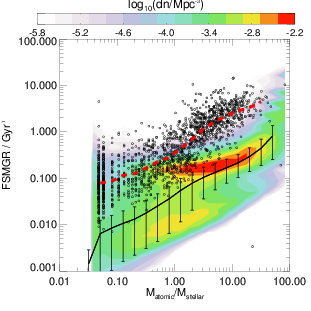 log10(dn/Mpc-3)
-5.8 -5.2 -4.6 -4.0 -3.4 -2.8 -2.2
100.000
10.000
1.000
0.100
0.010
0.001
FSMGR / Gyr-1
0.01 0.10 1.00 10.00 100.00
Matomic/Mstellar